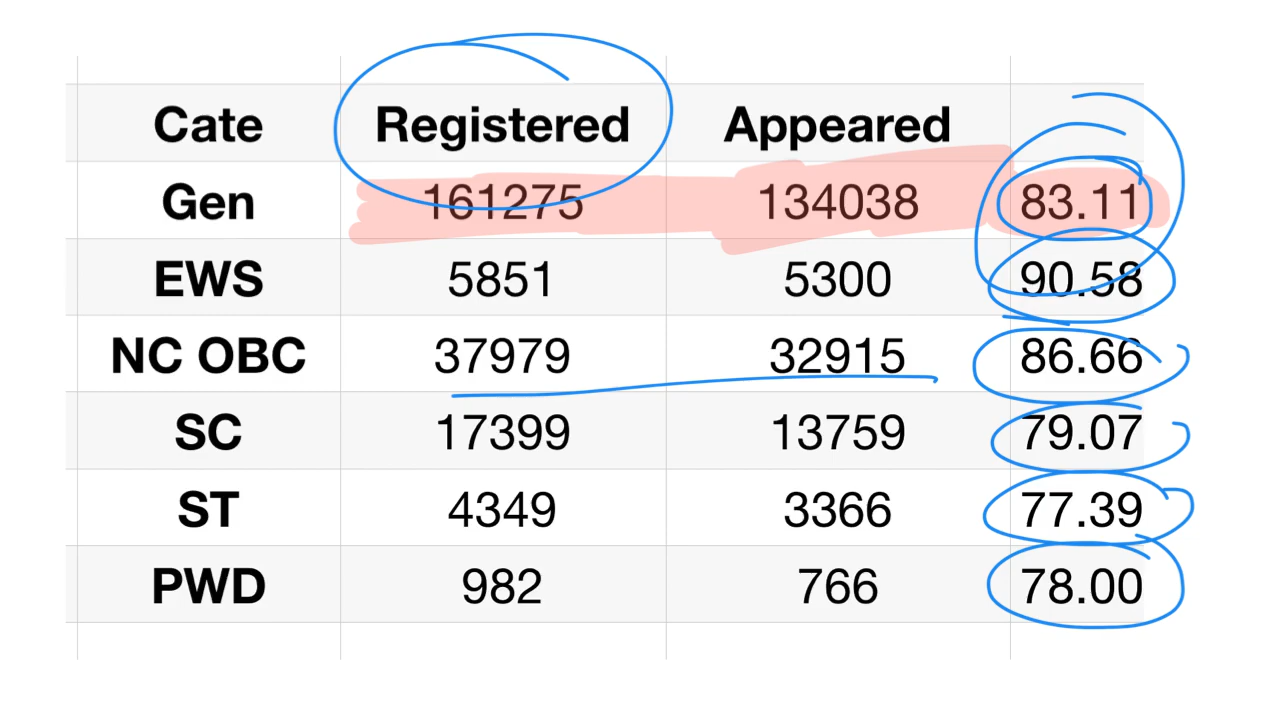 Cate Registered Appeared
Gen 161275 134038 83.11
EWS 5851 5300 90.58
NC OBC 37979 32915 86.66
SC 17399 13759 79.07
ST 4349 3366 77.39
PWD 982 766 78.00